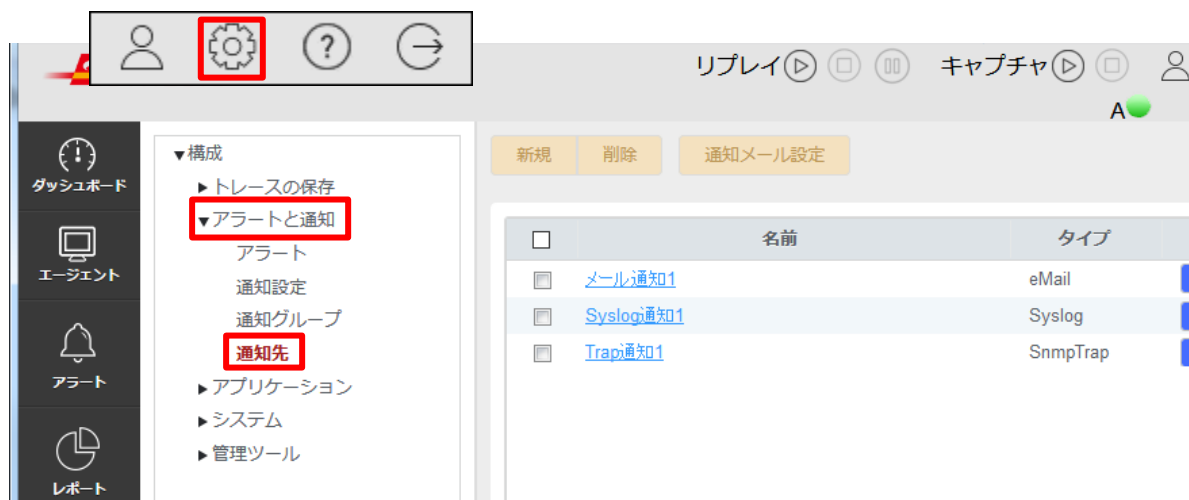 ?
リプレイ
キャプチャ
A
ダッシュボード
エージェント
アラート
レポート
▼構成
▶トレースの保存
▼アラートと通知
アラート
通知設定
通知グループ
通知先
▶アプリケーション
▶システム
▶管理ツール
新規 削除 通知メール設定
名前 タイプ
メール通知1 eMail
Syslog通知1 Syslog
Trap通知1 SnmpTrap